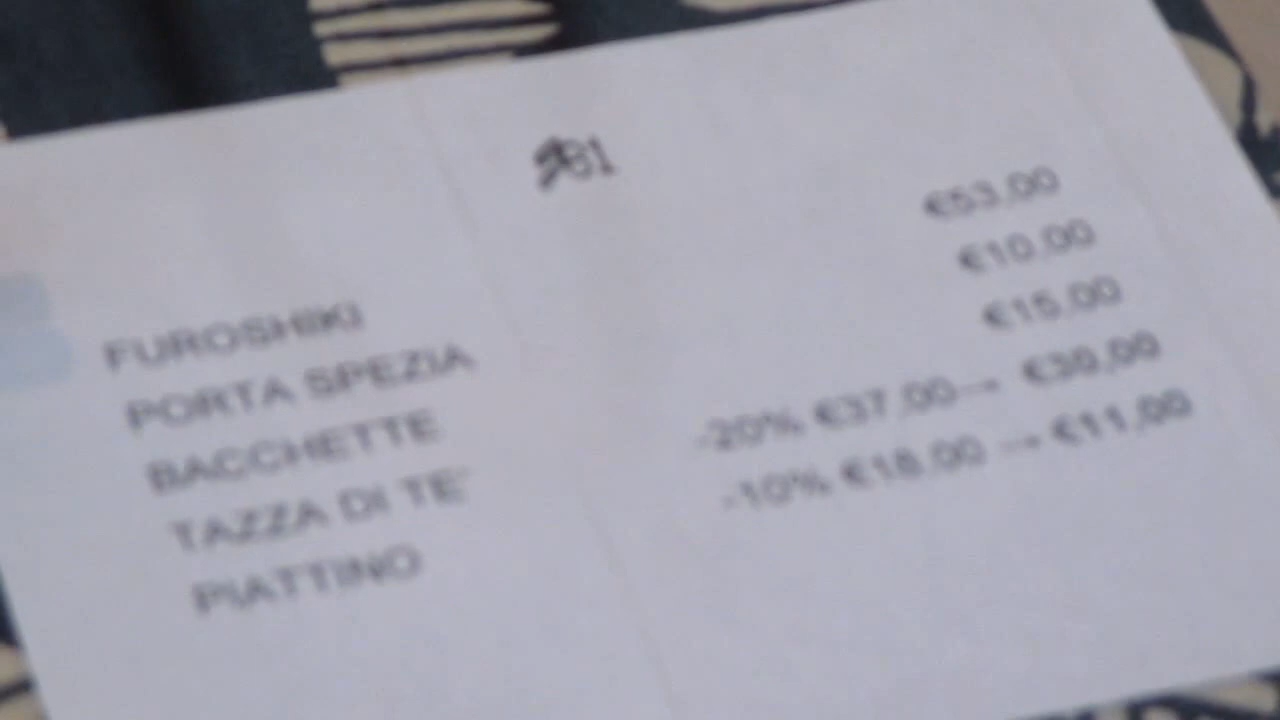 FUROSHIKI €53,00
PORTA SPEZIA €10,00
BACCHETTE €15,00
TAZZA DI TE' -20% €37,00→ €30,00
PIATTINO -10% €18,00 → €11,00